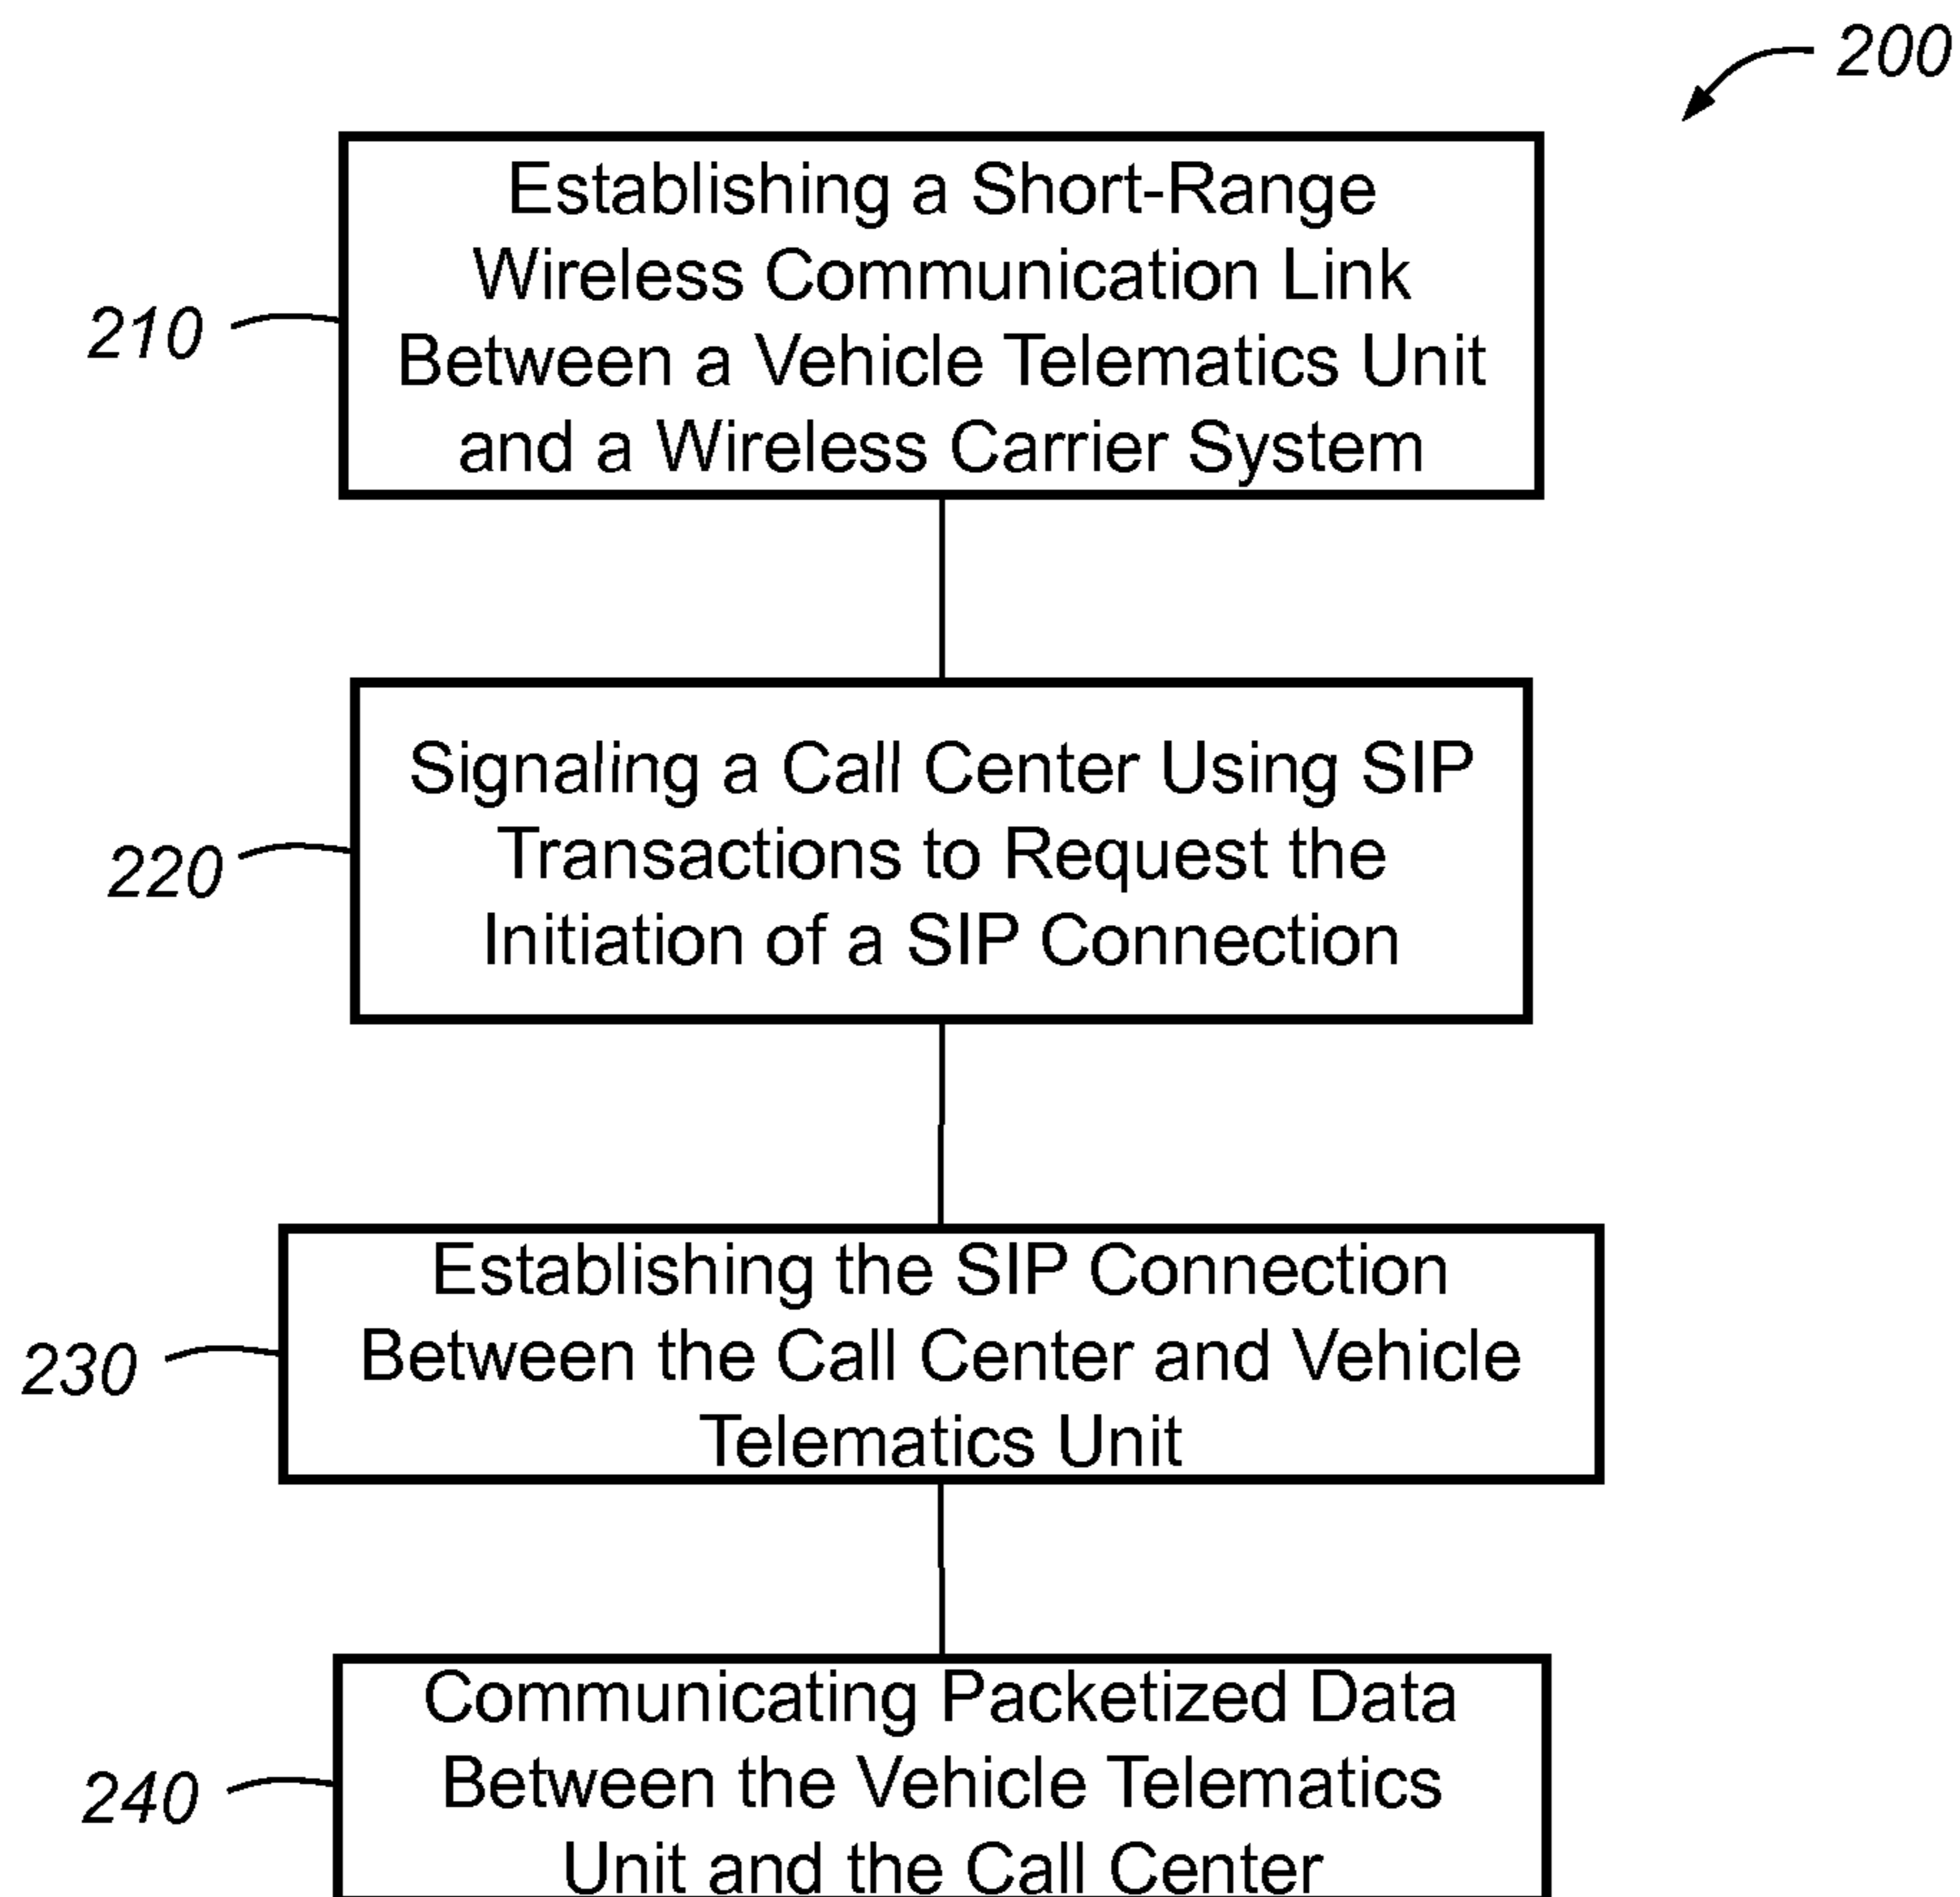 200
Establishing a Short-Range
Wireless Communication Link
210
Between a Vehicle Telematics Unit
and a Wireless Carrier System
Signaling a Call Center Using SIP
220
Transactions to Request the
Initiation of a SIP Connection
Establishing the SIP Connection
230
Between the Call Center and Vehicle
Telematics Unit
Communicating Packetized Data
240
Between the Vehicle Telematics
Unit and the Call Center